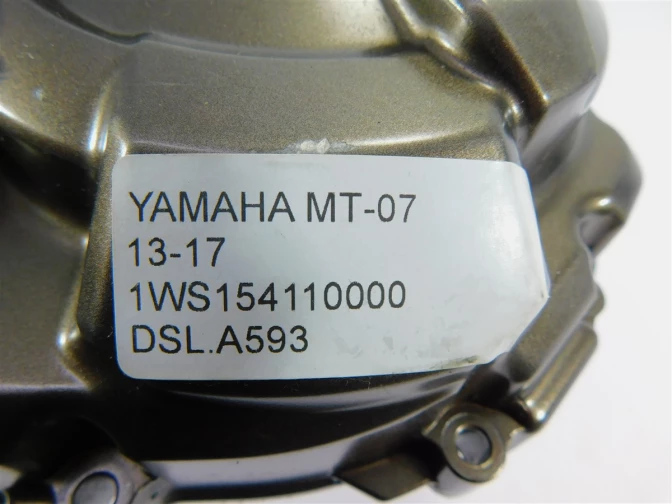 YAMAHA MT-07
13-17
1WS154110000
DSL.A593